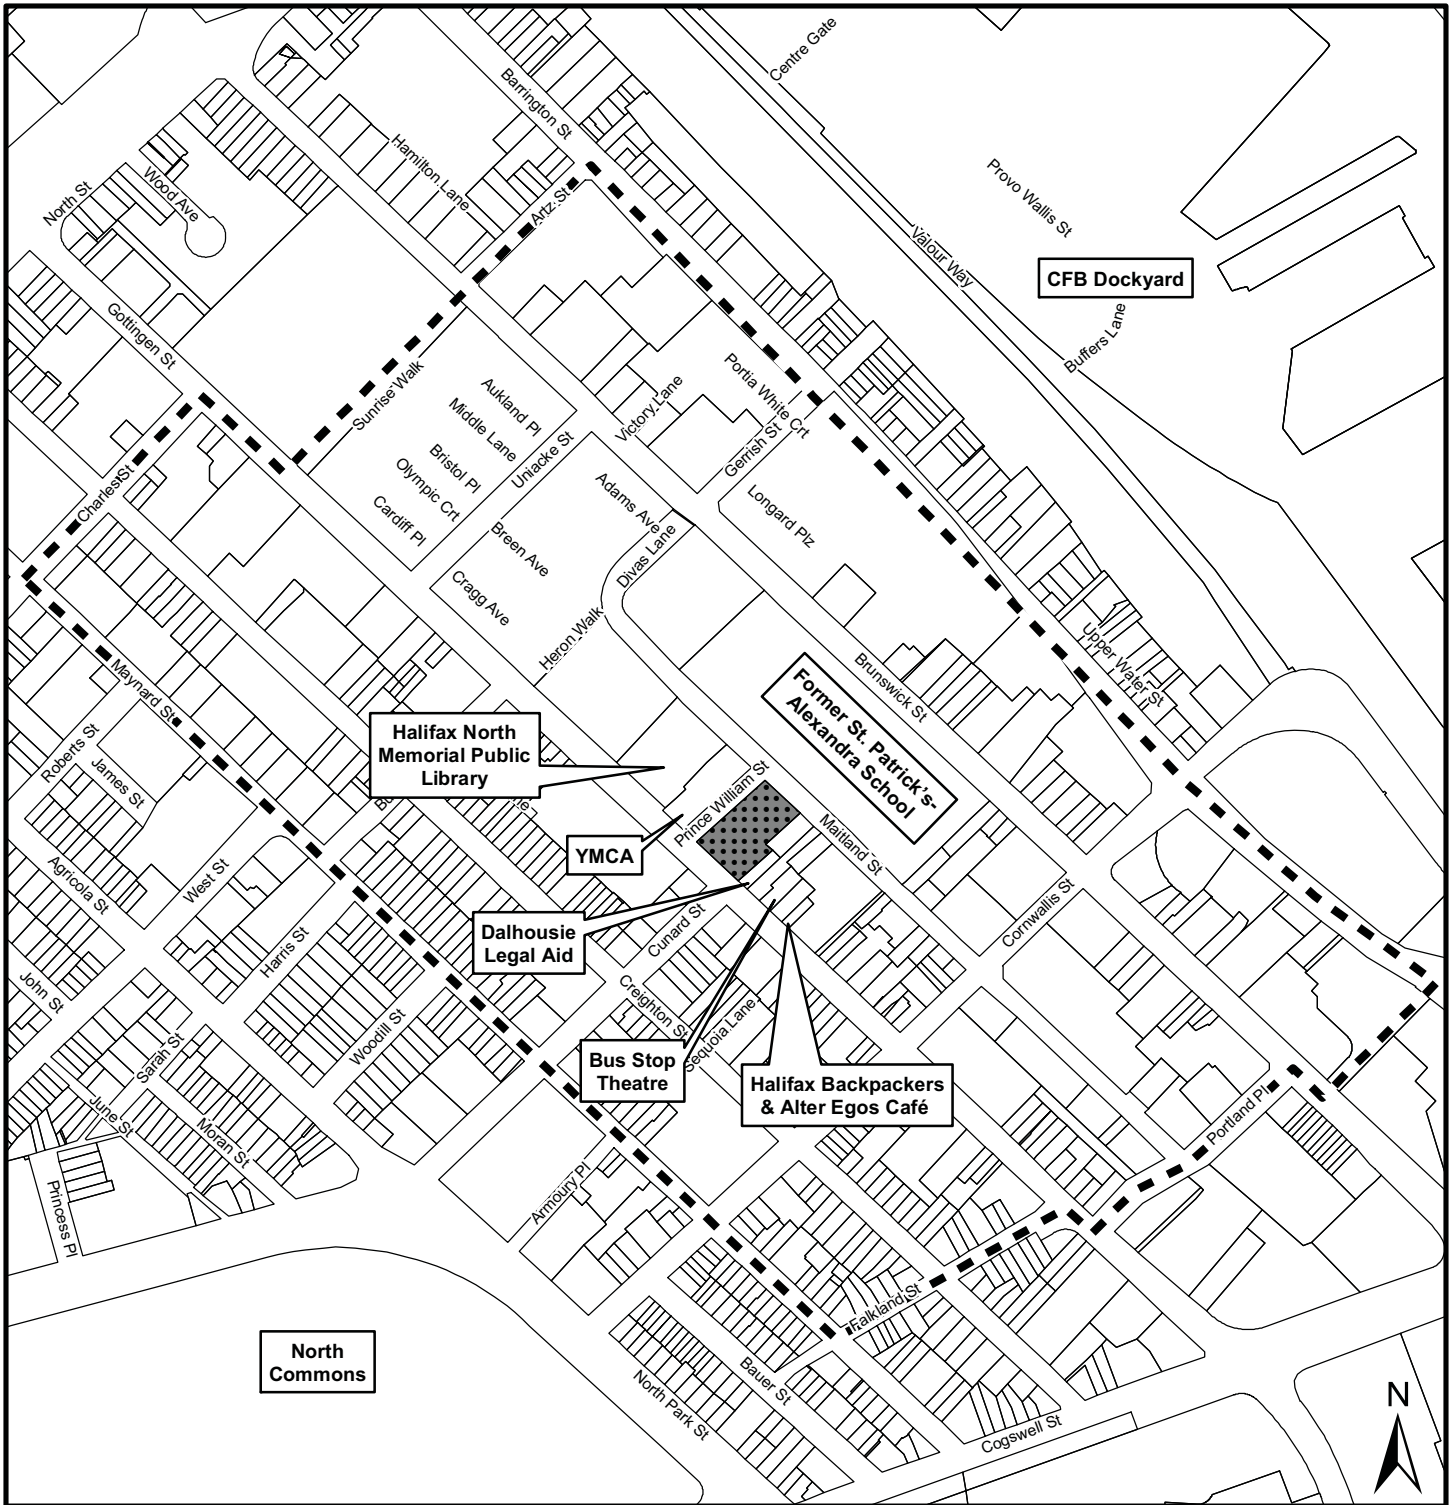 Centre Gate
Barrington St
Hamilton Lane
Provo Wallis St
Wood Ave
North St
Artz St
Valour Way
CFB Dockyard
Buffers Lane
Gottingen St
Sunrise Walk
Portia White Crt
Aukland Pl
Victory Lane
Middle Lane
Gerrish St
Bristol Pl
Uniacke St
Olympic Crt
Charles St
Adams Ave
Longard Plz
Cardiff Pl
Breen Ave
Divas Lane
Cragg Ave
Heron Walk
Upper Water St
Maynard St
Brunswick St
Former St. Patrick's-
Alexandra School
Halifax North
Memorial Public
Library
Roberts St
James St
Prince William St
Maitland St
YMCA
West St
Agricola St
Cornwallis St
Dalhousie
Legal Aid
Cunard St
Harris St
John St
Creighton St
Woodill St
Sequoia Lane
Sarah St
Bus Stop
Theatre
Halifax Backpackers
& Alter Egos Café
June St
Moran St
Portland Pl
Armoury Pl
Princess Pl
Falkland St
North
Commons
Bauer St
North Park St
Cogswell St
N